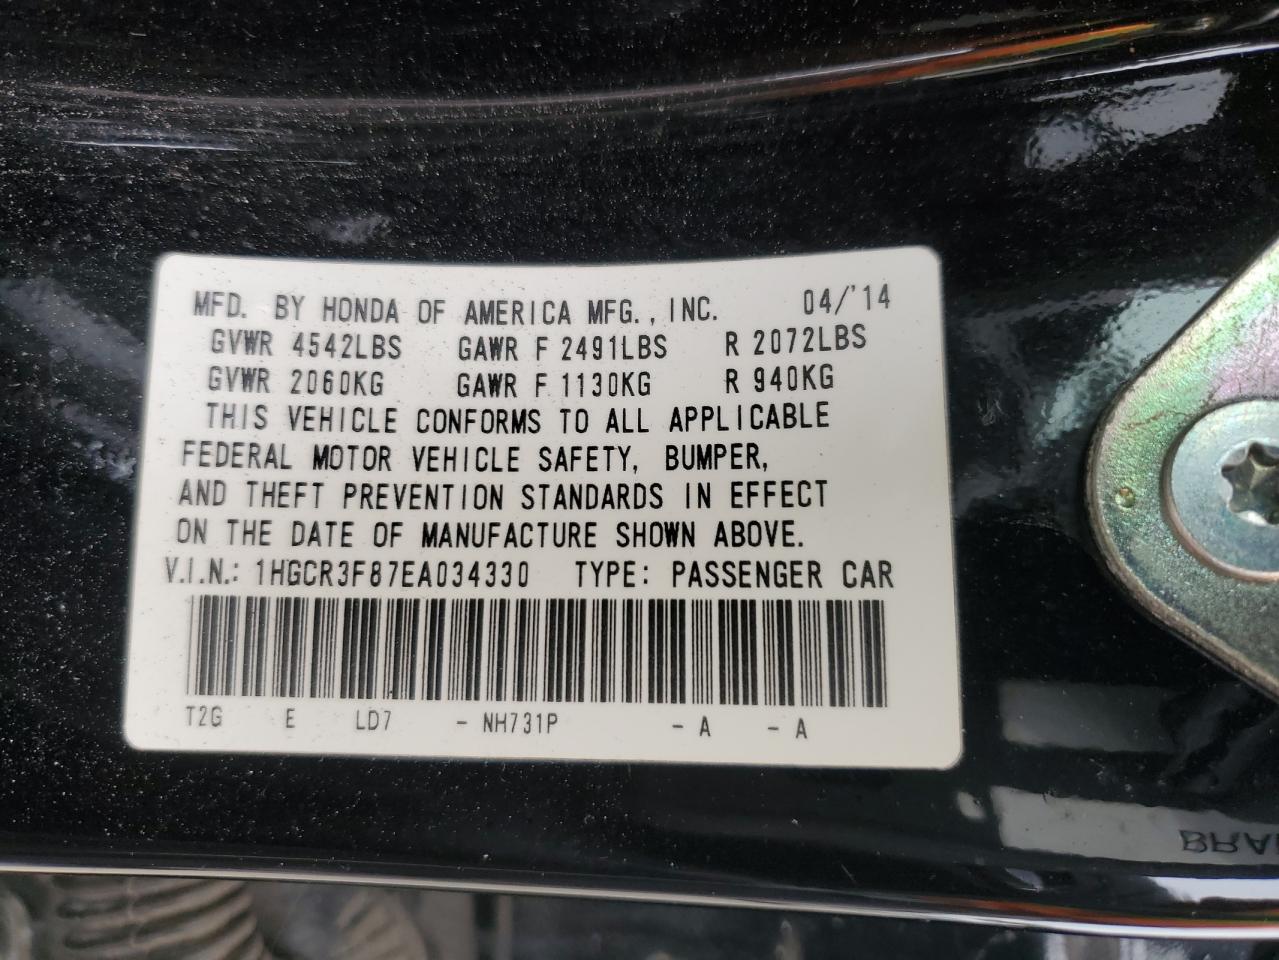 MFD. BY HONDA OF AMERICA MFG., INC. 04/'14
GVWR 4542LBS GAWR F 2491LBS R 2072LBS
GVWR 2060KG GAWR F 1130KG R 940KG
THIS VEHICLE CONFORMS TO ALL APPLICABLE
FEDERAL MOTOR VEHICLE SAFETY, BUMPER,
AND THEFT PREVENTION STANDARDS IN EFFECT
ON THE DATE OF MANUFACTURE SHOWN ABOVE.
V.I.N.: 1HGCR3F87EA034330 TYPE: PASSENGER CAR
T2G E LD7 - NH731P - A - A